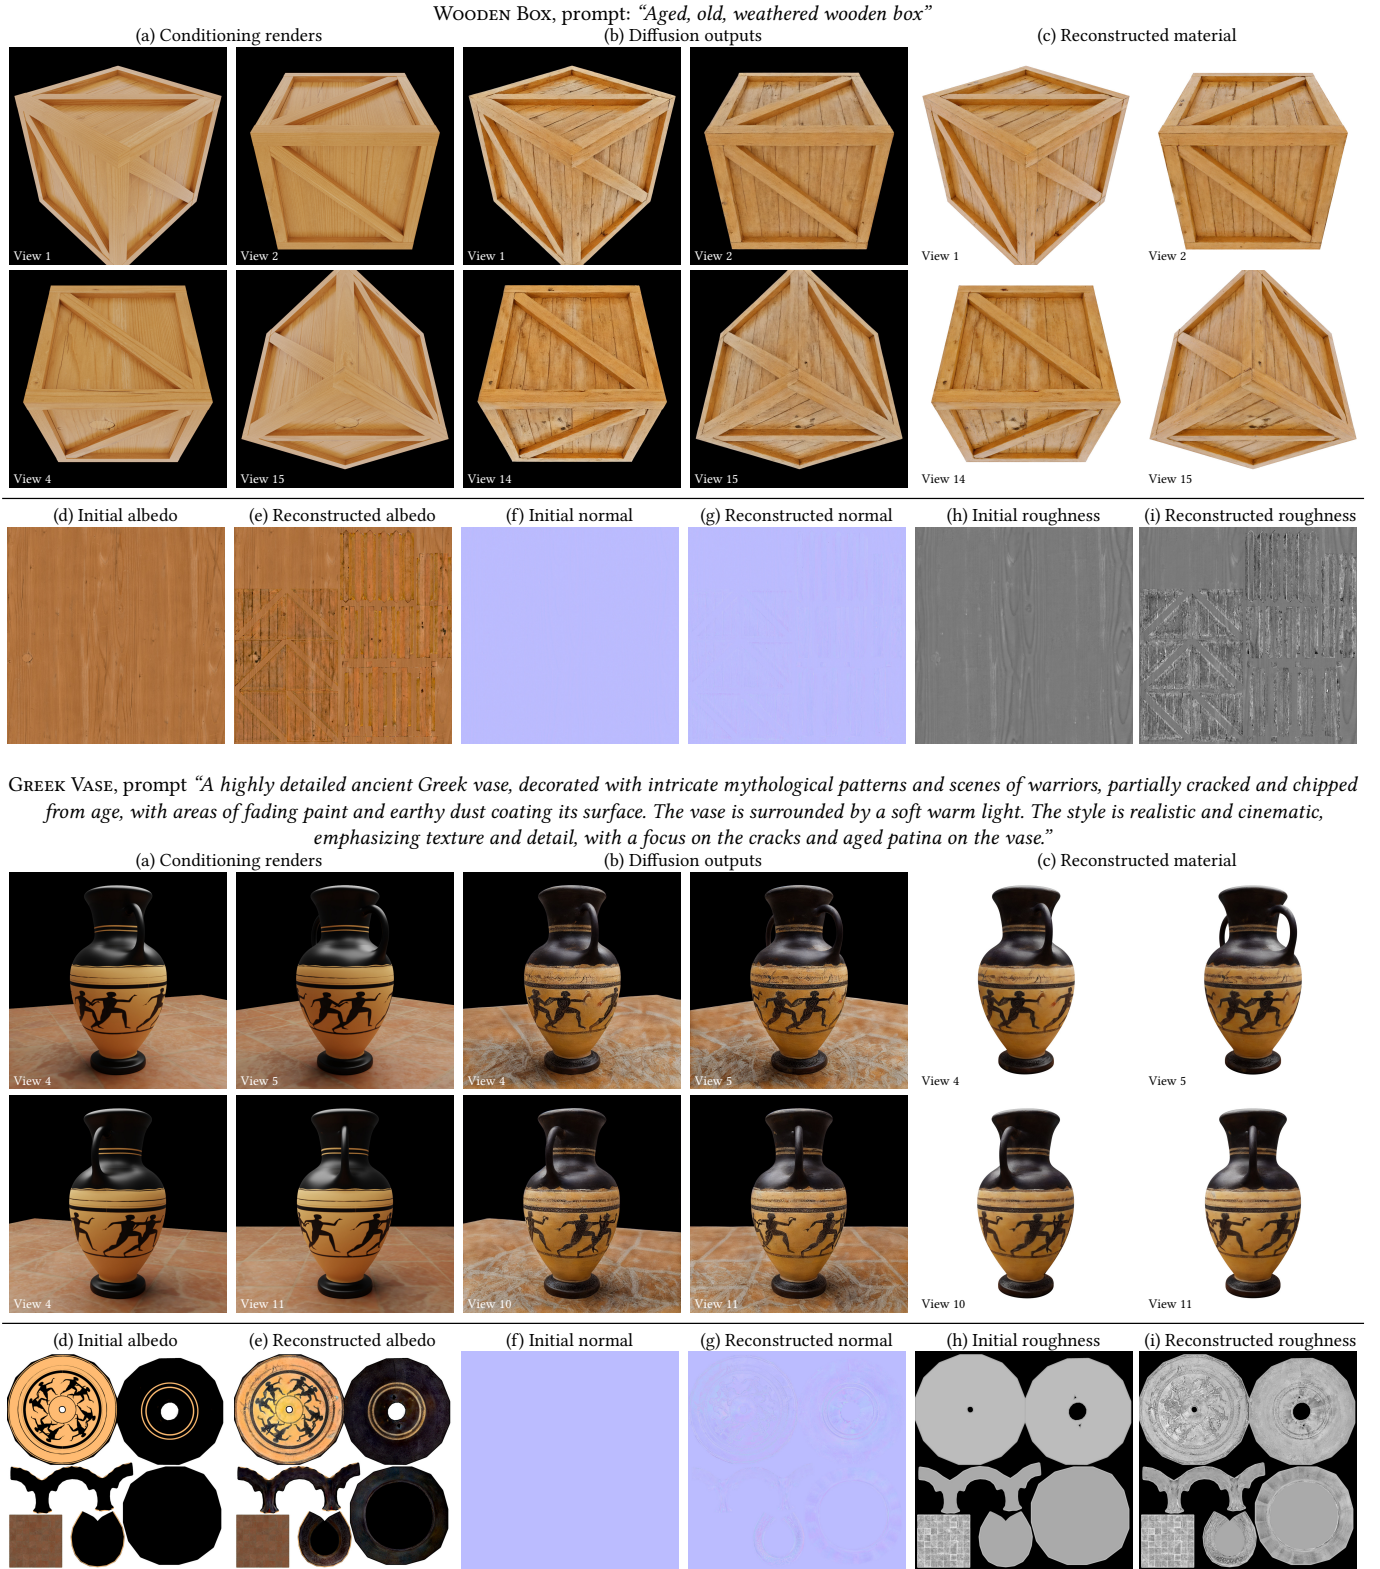 WOODEN BOX, prompt: “Aged, old, weathered wooden box”
(a) Conditioning renders (b) Diffusion outputs (c) Reconstructed material
View 1 View 2 View 1 View 2 View 1 View 2
View 4 View 15 View 14 View 15 View 14 View 15
(d) Initial albedo (e) Reconstructed albedo (f) Initial normal (g) Reconstructed normal (h) Initial roughness (i) Reconstructed roughness
GREEK VASE, prompt “A highly detailed ancient Greek vase, decorated with intricate mythological patterns and scenes of warriors, partially cracked and chipped
from age, with areas of fading paint and earthy dust coating its surface. The vase is surrounded by a soft warm light. The style is realistic and cinematic,
emphasizing texture and detail, with a focus on the cracks and aged patina on the vase.”
(a) Conditioning renders (b) Diffusion outputs (c) Reconstructed material
View 4 View 5 View 4 View 5 View 4 View 5
View 4 View 11 View 10 View 11 View 10 View 11
(d) Initial albedo (e) Reconstructed albedo (f) Initial normal (g) Reconstructed normal (h) Initial roughness (i) Reconstructed roughness